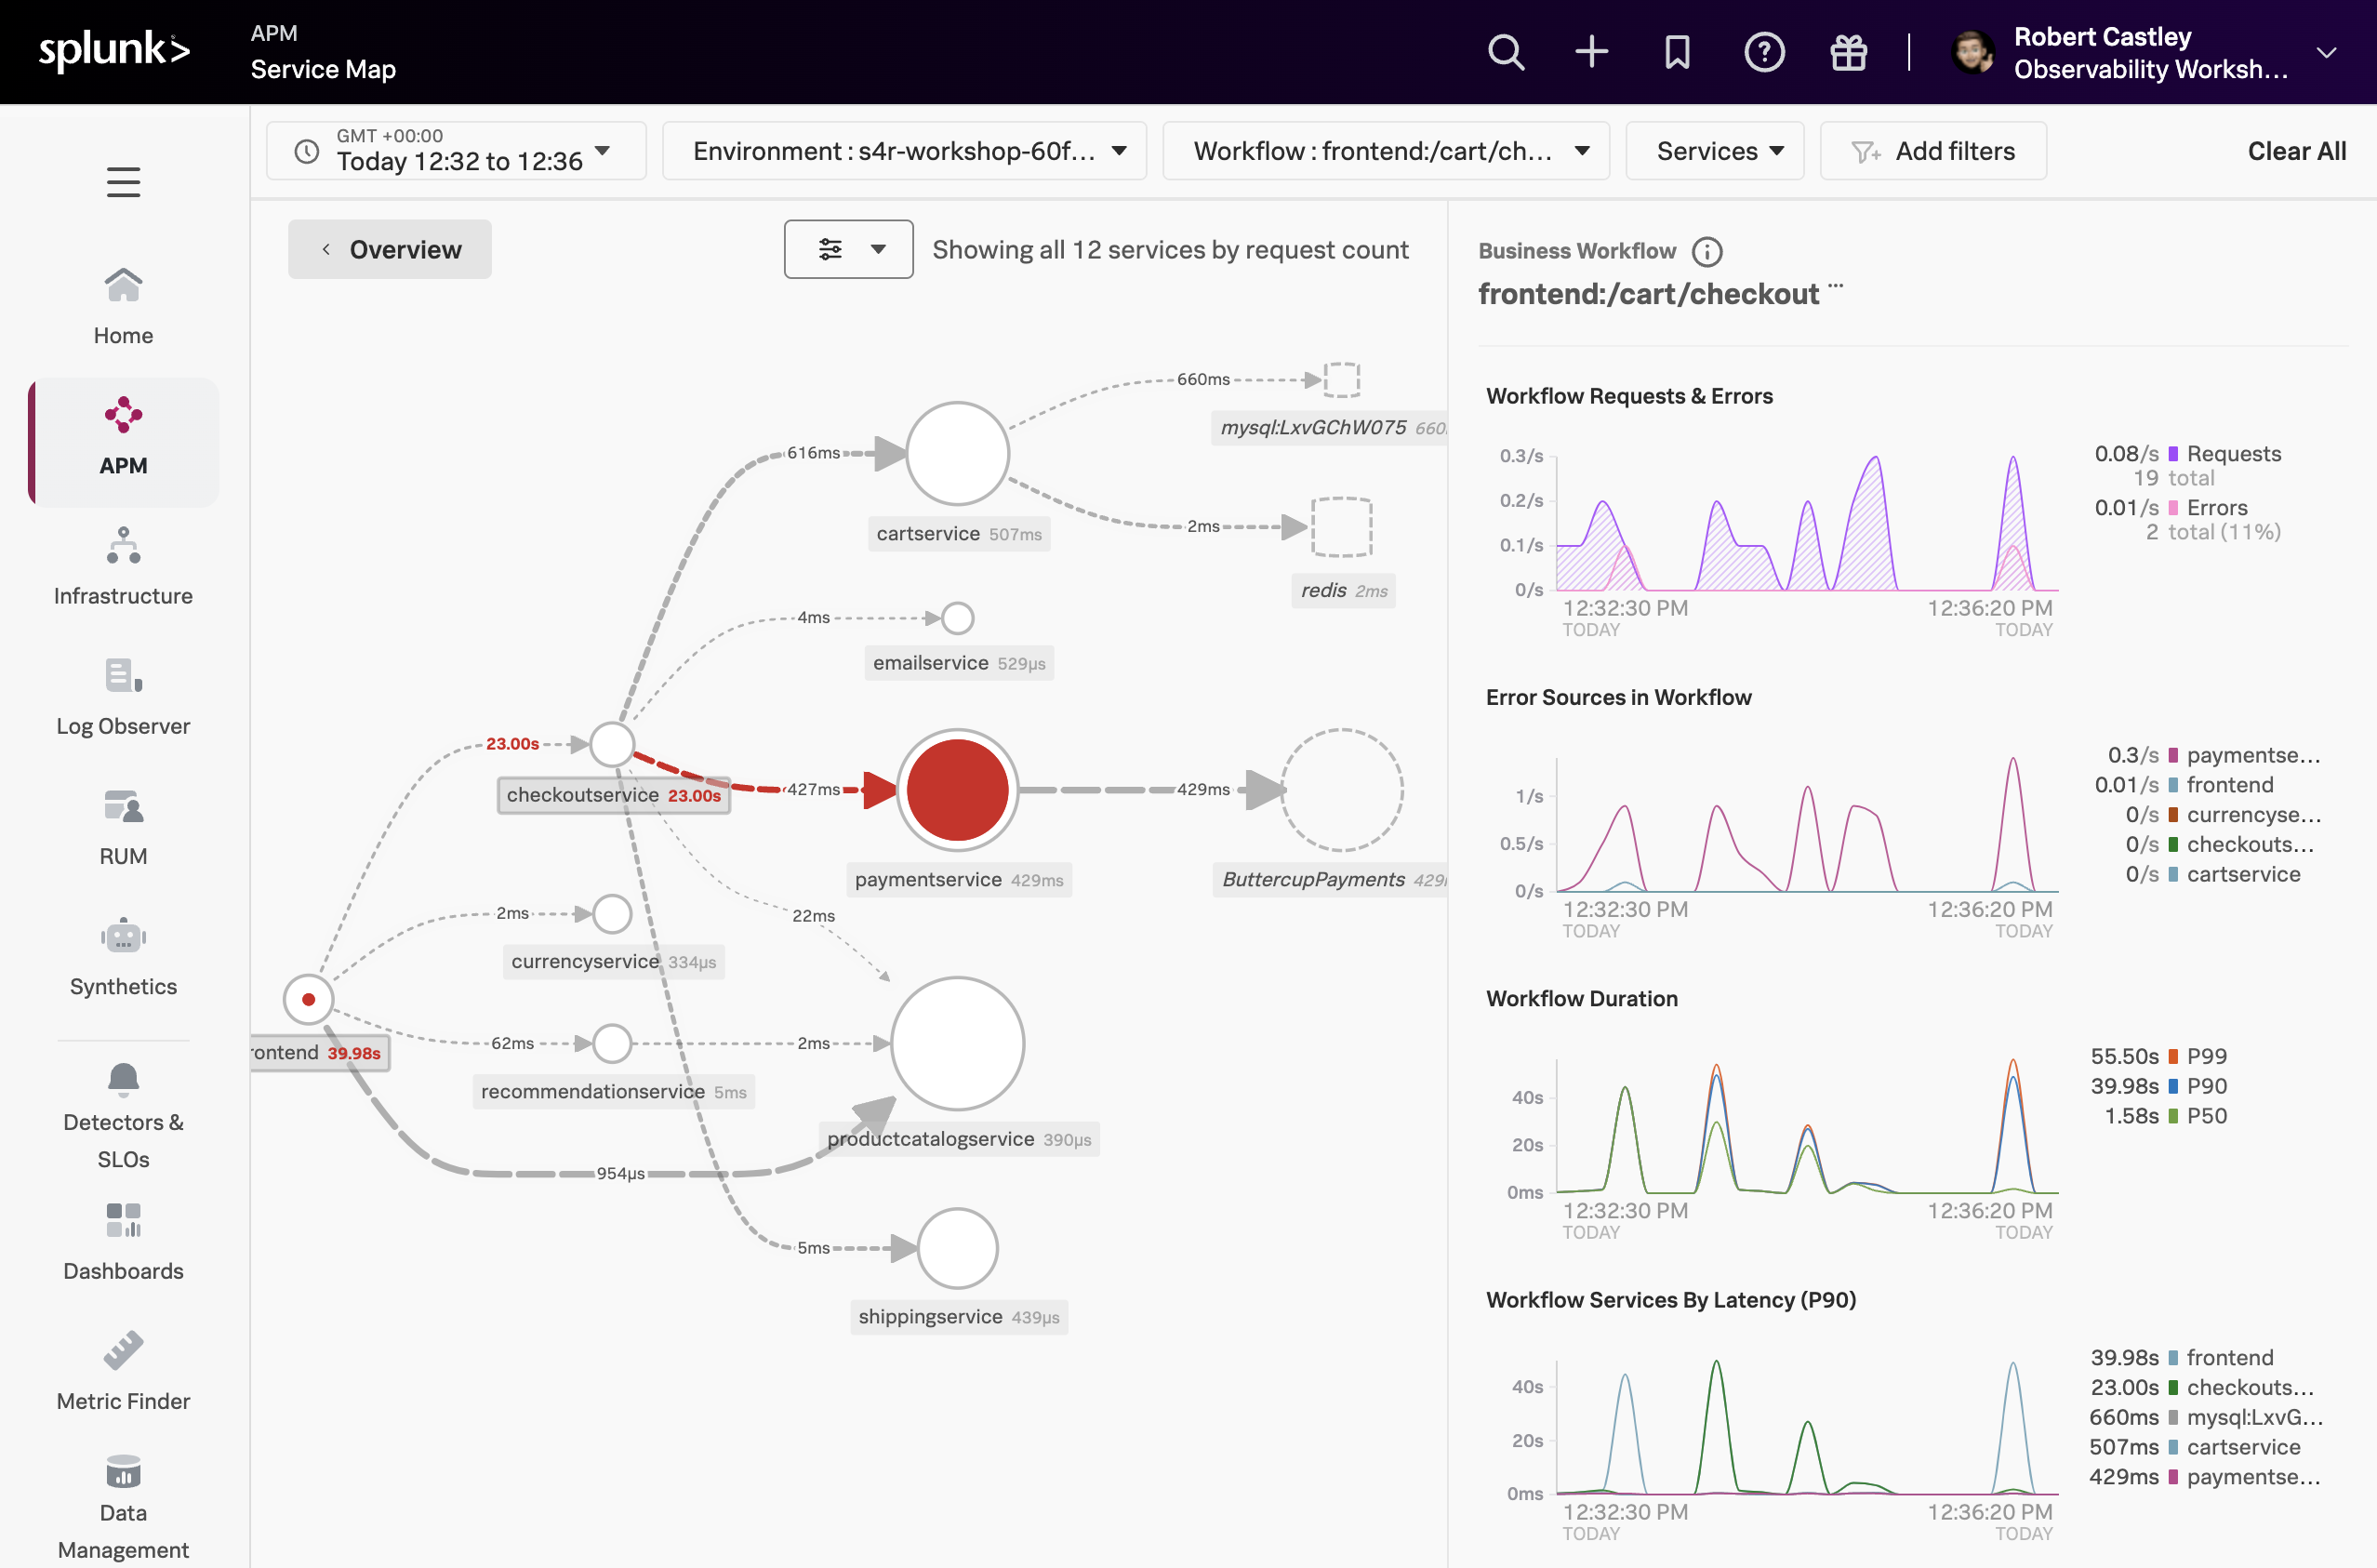 splunk>
APM
Service Map
Robert Castley
Observability Worksh...
GMT +00:00
Today 12:32 to 12:36
Environment : s4r-workshop-60f...
Workflow : frontend:/cart/ch...
Services
Add filters
Clear All
Home
APM
Infrastructure
Log Observer
RUM
Synthetics
Detectors &
SLOs
Dashboards
Metric Finder
Data
Management
Overview
Showing all 12 services by request count
660ms
mysql:LxvGChW075 660
616ms
cartservice 507ms
2ms
redis 2ms
4ms
emailservice 529µs
23.00s
checkoutservice 23.00s
427ms
429ms
paymentservice 429ms
ButtercupPayments 429
22ms
2ms
currencyservice 334µs
rontend 39.98s
62ms
2ms
recommendationservice 5ms
productcatalogservice 390µs
954µs
5ms
shippingservice 439µs
Business Workflow
frontend:/cart/checkout ...
Workflow Requests & Errors
0.3/s
0.2/s
0.1/s
0/s
12:32:30 PM
TODAY
12:36:20 PM
TODAY
0.08/s Requests
19 total
0.01/s Errors
2 total (11%)
Error Sources in Workflow
1/s
0.5/s
0/s
12:32:30 PM
TODAY
12:36:20 PM
TODAY
0.3/s paymentse...
0.01/s frontend
0/s currencyse...
0/s checkouts...
0/s cartservice
Workflow Duration
40s
20s
0ms
12:32:30 PM
TODAY
12:36:20 PM
TODAY
55.50s P99
39.98s P90
1.58s P50
Workflow Services By Latency (P90)
40s
20s
0ms
12:32:30 PM
TODAY
12:36:20 PM
TODAY
39.98s frontend
23.00s checkouts...
660ms mysql:LxvG...
507ms cartservice
429ms paymentse...